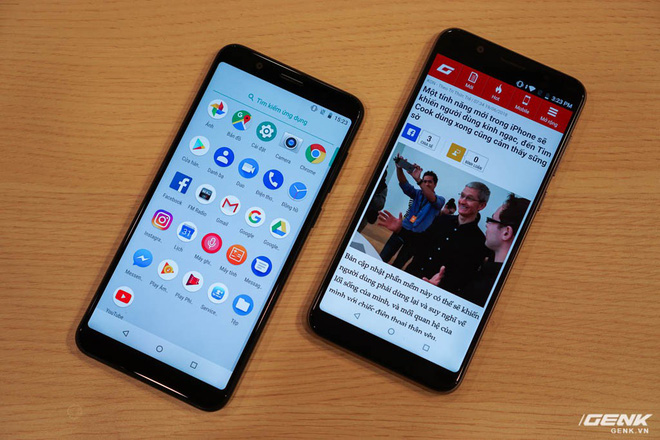 15:23
Tìm kiếm ứng dụng
Ảnh
Bản đồ
Cài đặt
Camera
Chrome
Cửa hàn.
Danh bạ
Duo
Điện tho.
Đồng hồ
Facebook
FM Radio
Gmail
Google
Google.
Instagra.
Lịch
Máy ghi.
Máy tính
Messag.
Messen.
Play Âm.
Play Ph.
Service.
Tệp
YouTube
3:23 PM
G
Mới
Hot
Mobile
Mở rộng
Một tính năng mới trong iPhone sẽ
khiến người dùng kinh ngạc, đến Tim
Cook dùng xong cũng cảm thấy sững
sờ
3
0
Bản cập nhật phần mềm này có thể sẽ khiến
người dùng phải dừng lại và suy nghĩ về
lối sống của mình, và mối quan hệ của
mình với chiếc điện thoại thân yêu.
GENK
GENK.VN